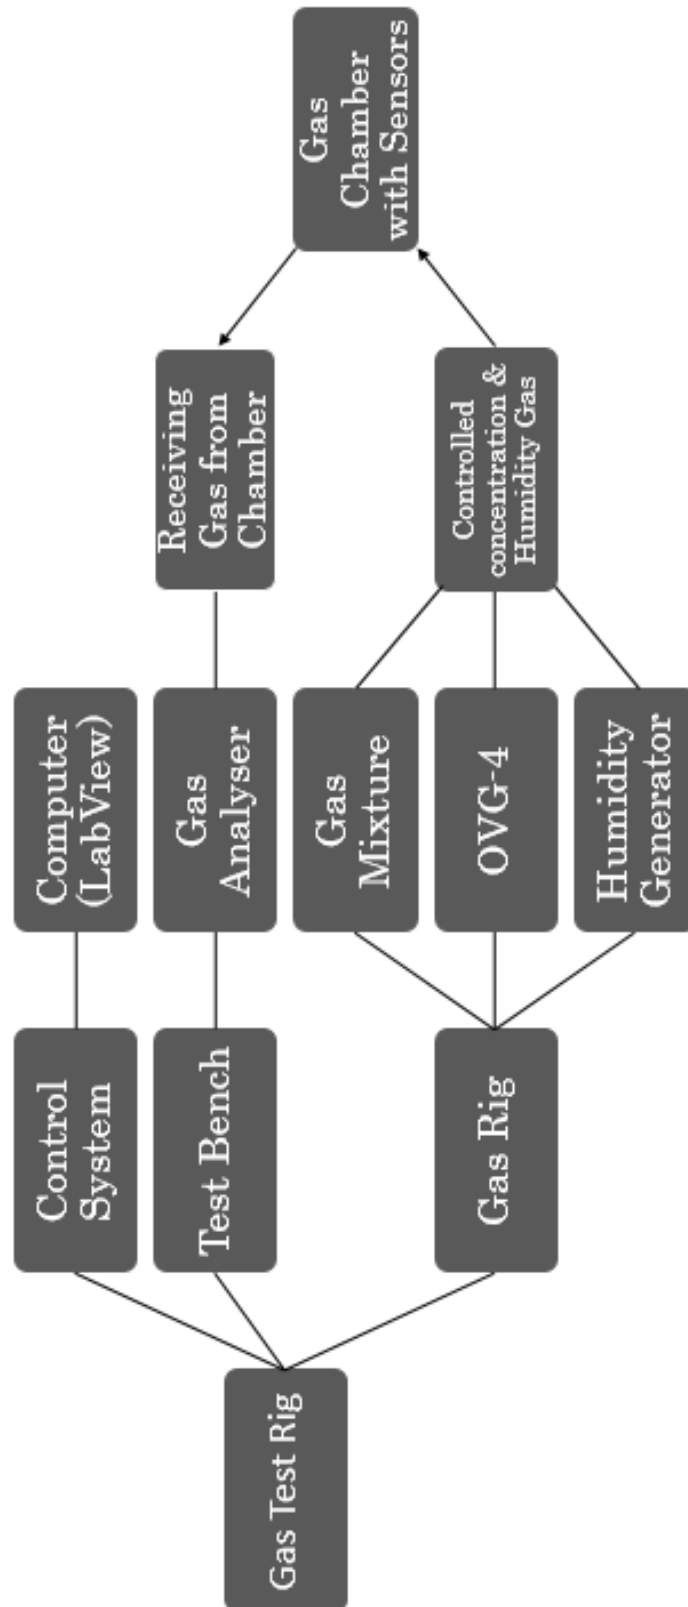 Gas Test Rig
Control
System
Test Bench
Gas Rig
Computer
(LabView)
Gas
Analyser
Gas
Mixture
OVG-4
Humidity
Generator
Receiving
Gas from
Chamber
Controlled
concentration &
Humidity Gas
Gas
Chamber
with Sensors